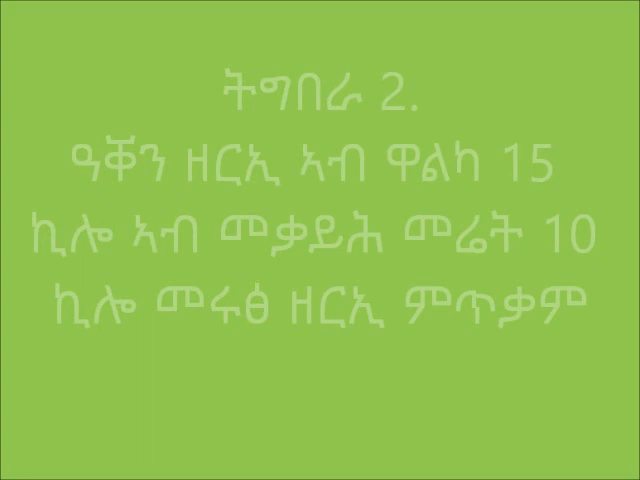 ትግበራ 2.
ዓቐን ዘርኢ ኣብ ዋልካ 15
ኪሎ ኣብ መቃይሕ መሬት 10
ኪሎ መሩፅ ዘርኢ ምጥቃም